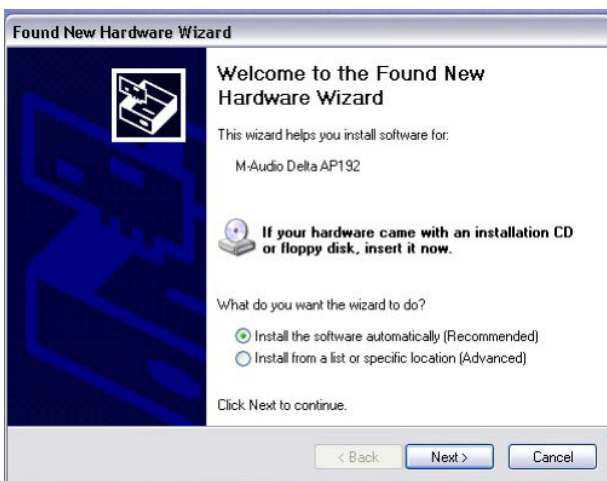 Found New Hardware Wizard
Welcome to the Found New
Hardware Wizard
This wizard helps you install software for:
M-Audio Delta AP192
If your hardware came with an installation CD
or floppy disk, insert it now.
What do you want the wizard to do?
Install the software automatically (Recommended)
Install from a list or specific location (Advanced)
Click Next to continue.
< Back
Next >
Cancel